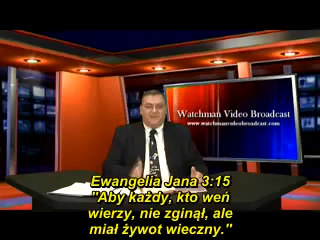 Watchman Video Broadcast
www.watchmanvideobroadcast.com
Ewangelia Jana 3:15
"Aby każdy, kto weń
wierzy, nie zginął, ale
miał żywot wieczny."